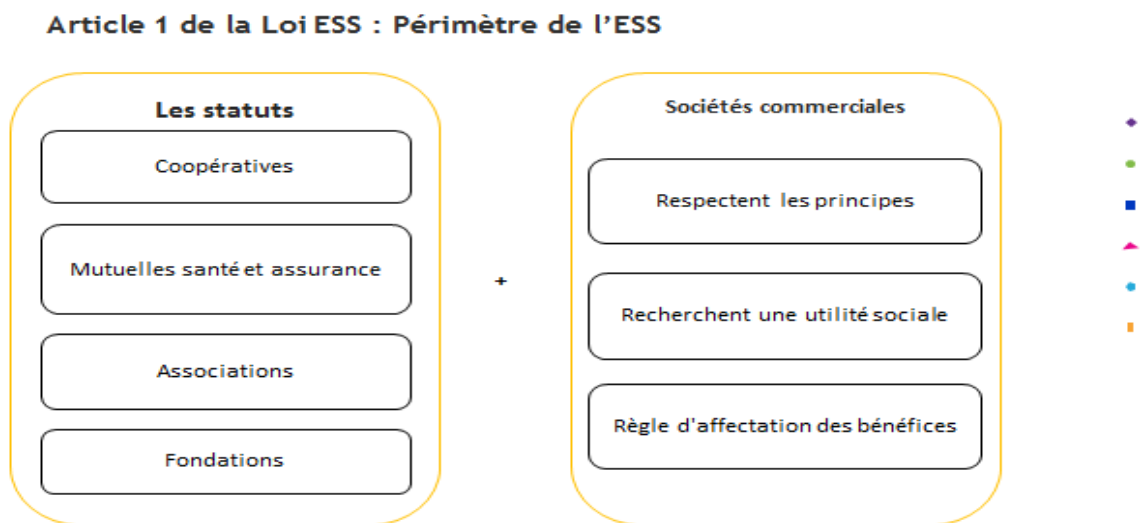 Article 1 de la Loi ESS : Périmètre de l'ESS
Les statuts
Coopératives
Mutuelles santé et assurance
Associations
Fondations
+
Sociétés commerciales
Respectent les principes
Recherchent une utilité sociale
Règle d'affectation des bénéfices